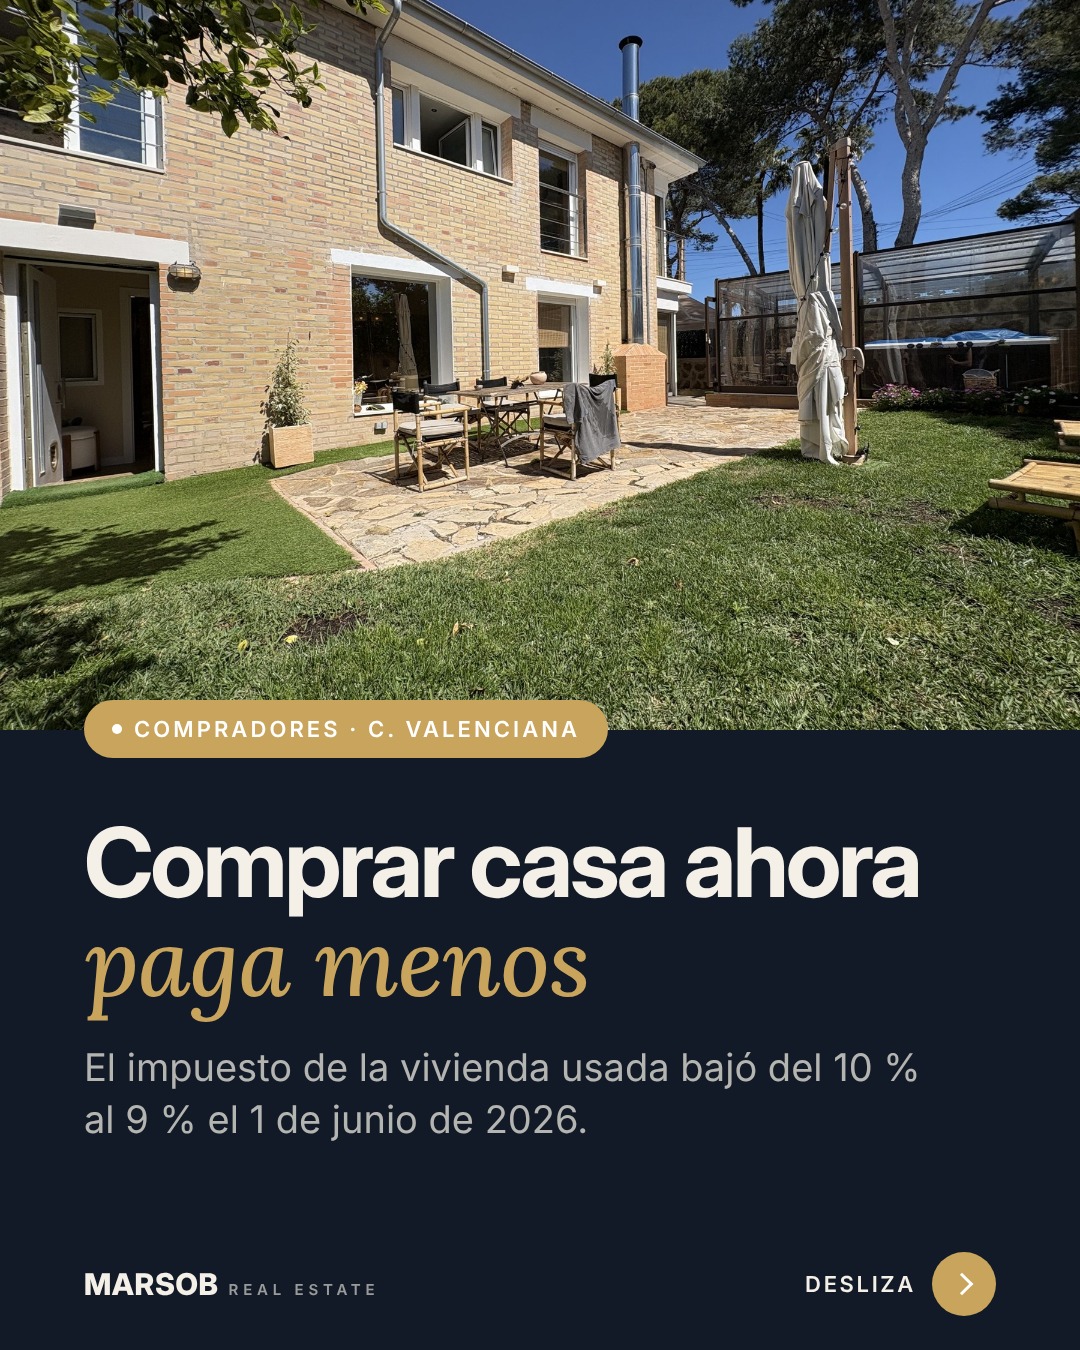 COMPRADORES · C. VALENCIANA
Comprar casa ahora
paga menos
El impuesto de la vivienda usada bajó del 10 %
al 9 % el 1 de junio de 2026.
MARSOB REAL ESTATE
DESLIZA